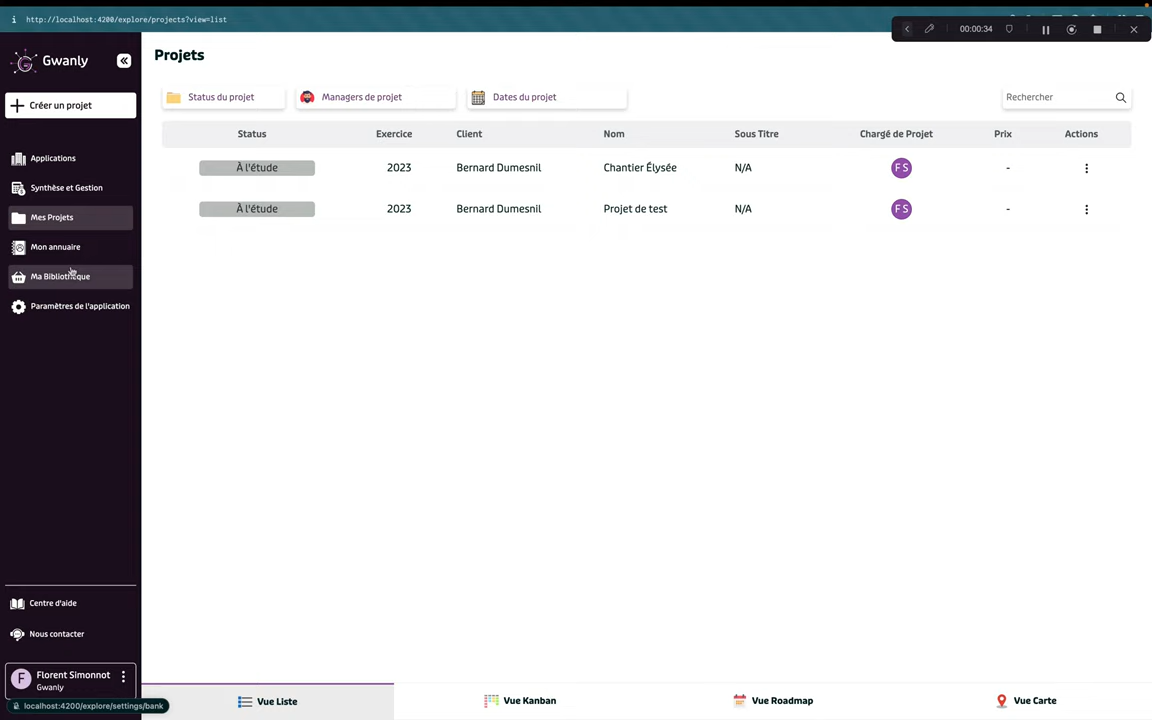 http://localhost:4200/explore/projects?view=list
00:00:34
Gwanly
Créer un projet
Applications
Synthèse et Gestion
Mes Projets
Mon annuaire
Ma Bibliothèque
Paramètres de l'application
Centre d'aide
Nous contacter
F
Florent Simonnot
Gwanly
localhost:4200/explore/settings/bank
Projets
Status du projet
Managers de projet
Dates du projet
Rechercher
Status Exercice Client Nom Sous Titre Chargé de Projet Prix Actions
À l'étude 2023 Bernard Dumesnil Chantier Élysée N/A F S -
À l'étude 2023 Bernard Dumesnil Projet de test N/A F S -
Vue Liste
Vue Kanban
Vue Roadmap
Vue Carte